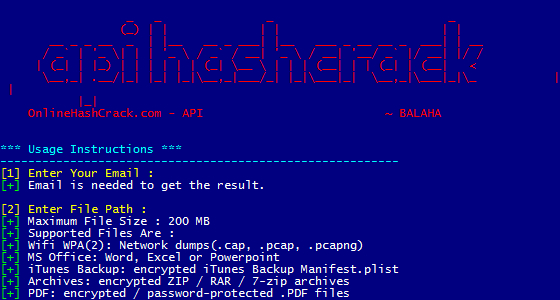 apihashcrack
OnlineHashCrack.com - API ~ BALAHA
*** Usage Instructions ***
------------------------------------------------------------
[1] Enter Your Email :
[+] Email is needed to get the result.
[2] Enter File Path :
[+] Maximum File Size : 200 MB
[+] Supported Files Are :
[+] Wifi WPA(2): Network dumps(.cap, .pcap, .pcapng)
[+] MS Office: Word, Excel or Powerpoint
[+] iTunes Backup: encrypted iTunes Backup Manifest.plist
[+] Archives: encrypted ZIP / RAR / 7-zip archives
[+] PDF: encrypted / password-protected .PDF files